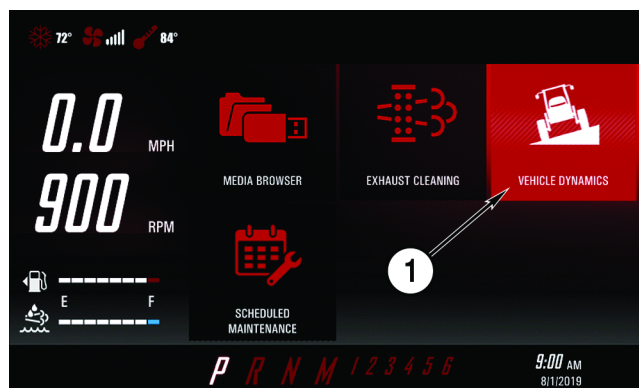 72° 84°
0.0 MPH
900 RPM
E F
MEDIA BROWSER
EXHAUST CLEANING
VEHICLE DYNAMICS
1
SCHEDULED
MAINTENANCE
P R N M 1 2 3 4 5 6
9:00 AM
8/1/2019